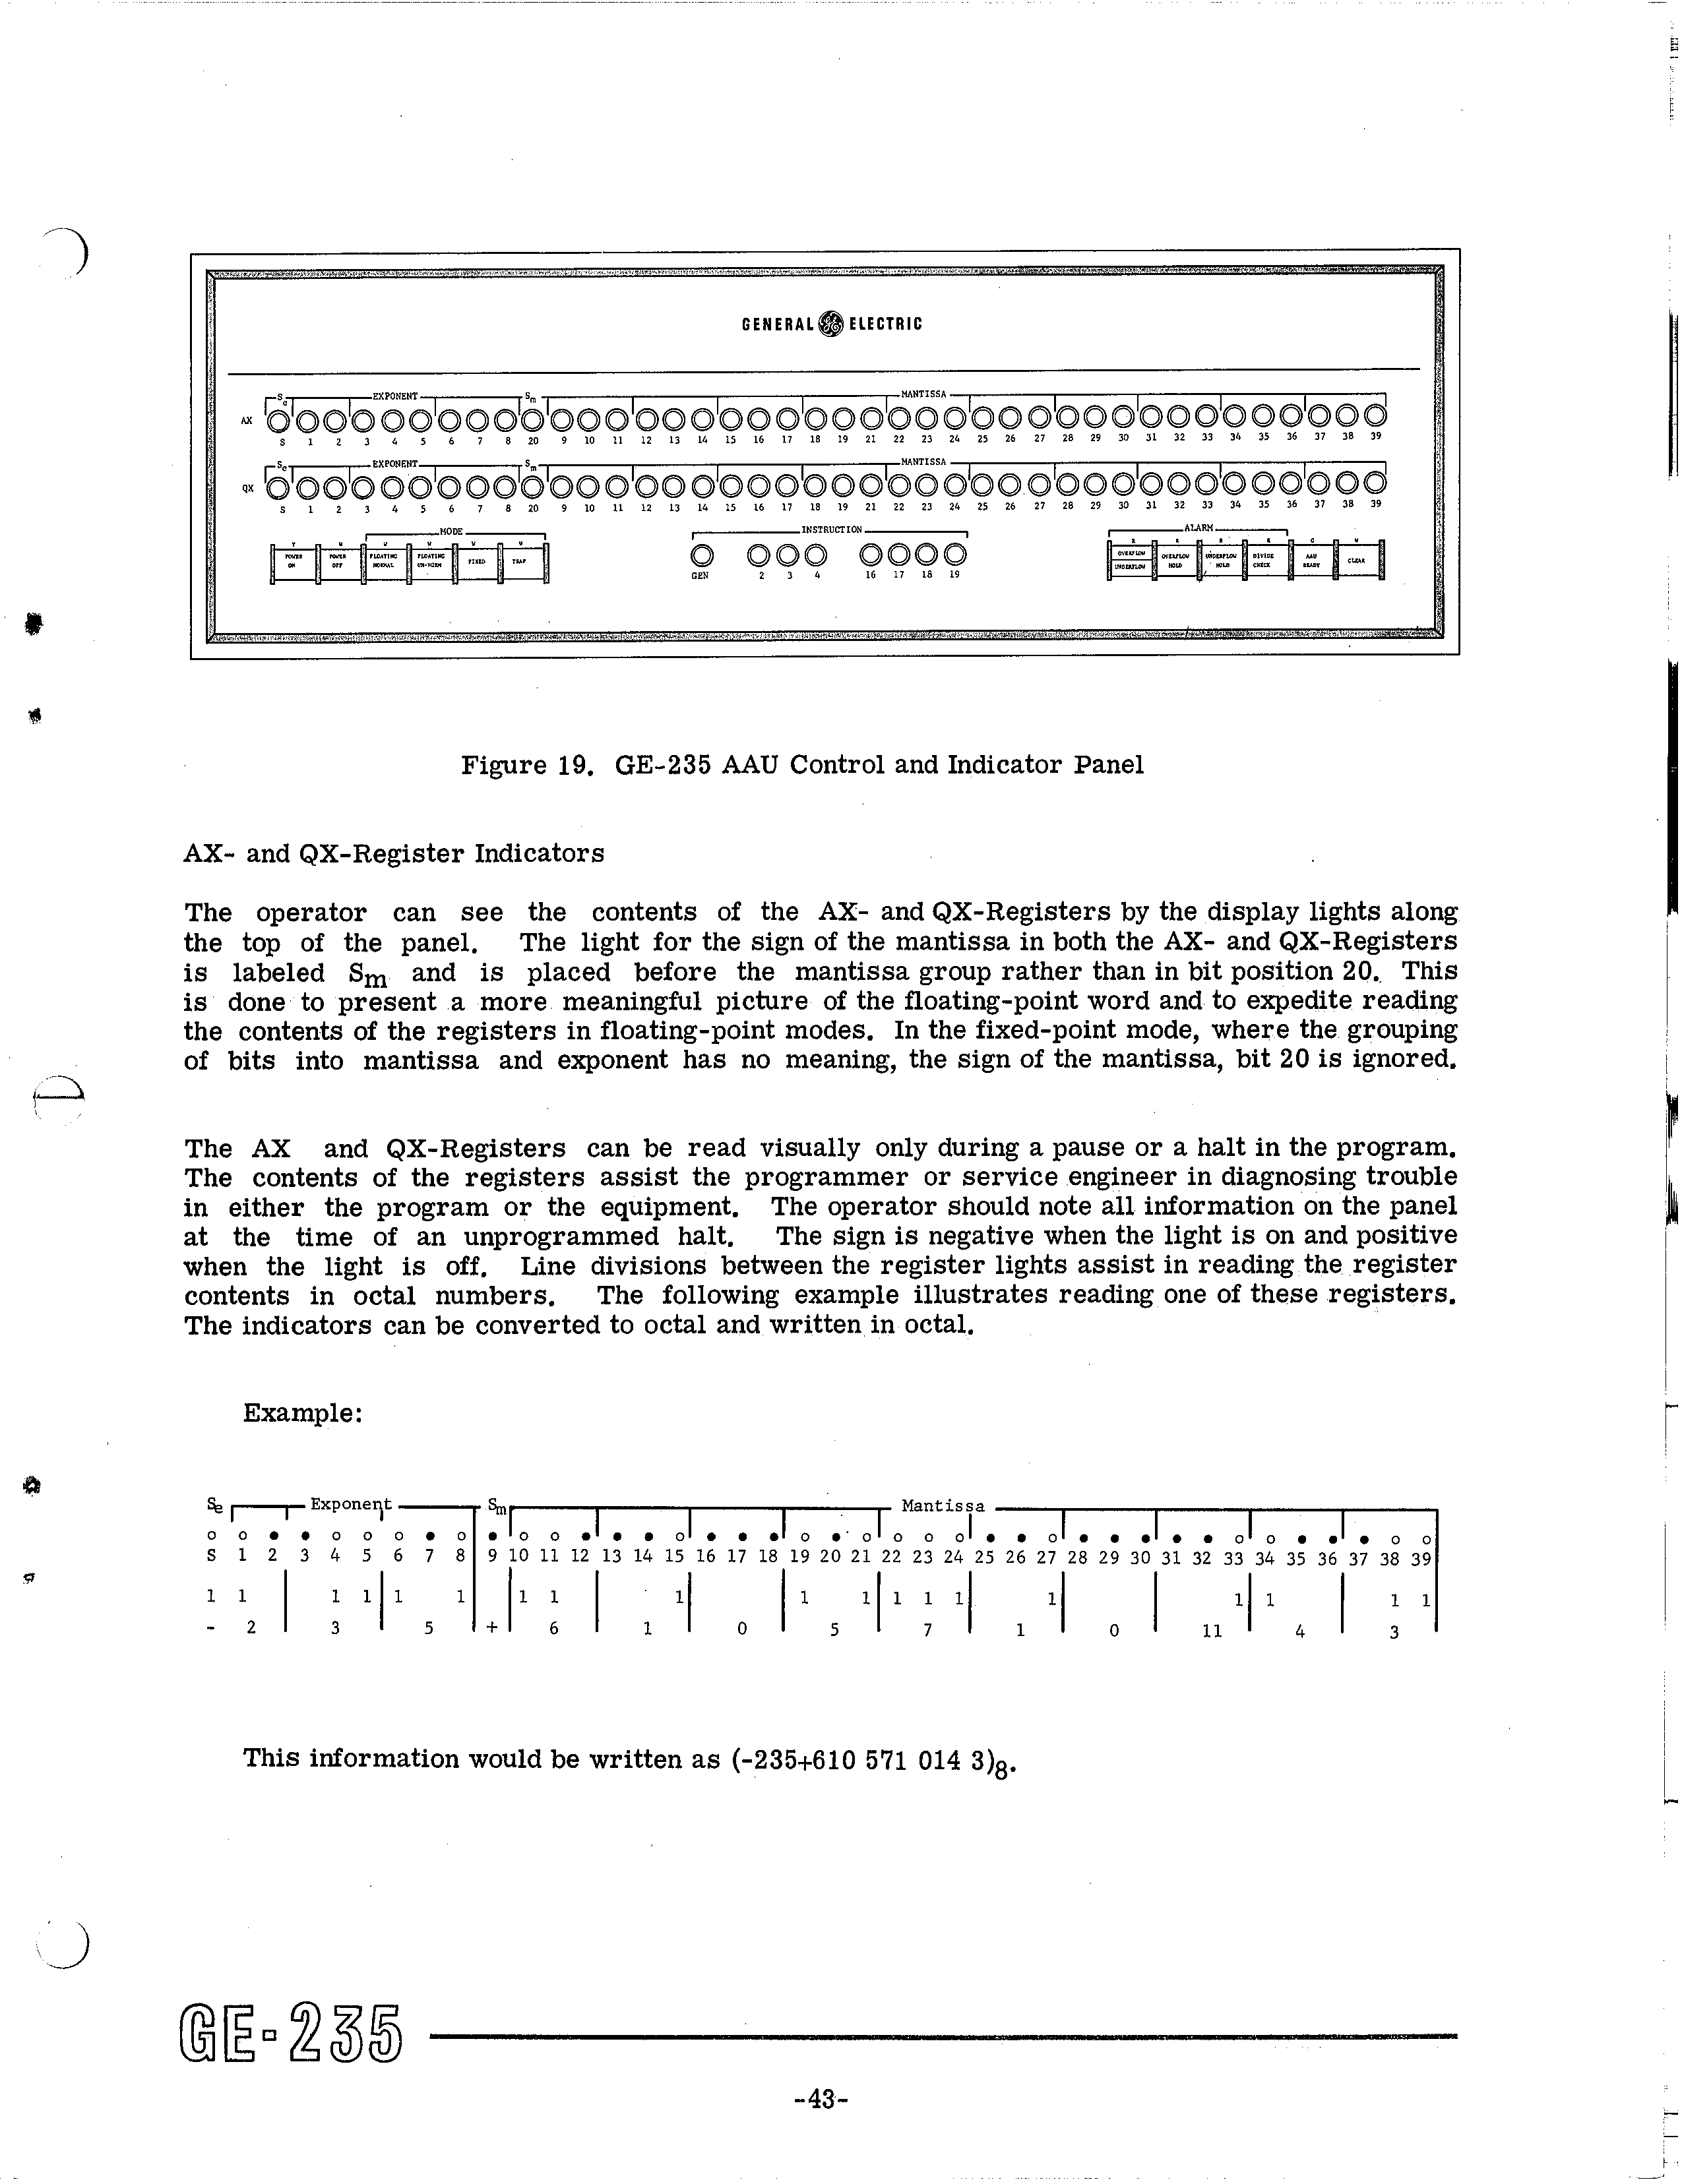 GENERAL ELECTRIC
Se EXPONENT Sm MANTISSA
AX
S 1 2 3 4 5 6 7 8 20 9 10 11 12 13 14 15 16 17 18 19 21 22 23 24 25 26 27 28 29 30 31 32 33 34 35 36 37 38 39
Se EXPONENT Sm MANTISSA
QX
S 1 2 3 4 5 6 7 8 20 9 10 11 12 13 14 15 16 17 18 19 21 22 23 24 25 26 27 28 29 30 31 32 33 34 35 36 37 38 39
MODE INSTRUCTION ALARM
POWER ON POWER OFF FLOATING NORMAL FLOATING UN-NORM FIXED TRAP
GEN 2 3 4 16 17 18 19
OVERFLOW UNDERFLOW OVERFLOW HOLD UNDERFLOW HOLD DIVIDE CHECK AAU READY CLEAR
Figure 19. GE-235 AAU Control and Indicator Panel
AX- and QX-Register Indicators
The operator can see the contents of the AX- and QX-Registers by the display lights along
the top of the panel. The light for the sign of the mantissa in both the AX- and QX-Registers
is labeled Sm and is placed before the mantissa group rather than in bit position 20. This
is done to present a more meaningful picture of the floating-point word and to expedite reading
the contents of the registers in floating-point modes. In the fixed-point mode, where the grouping
of bits into mantissa and exponent has no meaning, the sign of the mantissa, bit 20 is ignored.
The AX and QX-Registers can be read visually only during a pause or a halt in the program.
The contents of the registers assist the programmer or service engineer in diagnosing trouble
in either the program or the equipment. The operator should note all information on the panel
at the time of an unprogrammed halt. The sign is negative when the light is on and positive
when the light is off. Line divisions between the register lights assist in reading the register
contents in octal numbers. The following example illustrates reading one of these registers.
The indicators can be converted to octal and written in octal.
Example:
Se Exponent Sm Mantissa
S 1 2 3 4 5 6 7 8 9 10 11 12 13 14 15 16 17 18 19 20 21 22 23 24 25 26 27 28 29 30 31 32 33 34 35 36 37 38 39
1 1 1 1 1 1 1 1 1 1 1 1 1 1 1 1 1 1 1
- 2 3 5 + 6 1 0 5 7 1 0 11 4 3
This information would be written as (-235+610 571 014 3)8.
GE-235
-43-